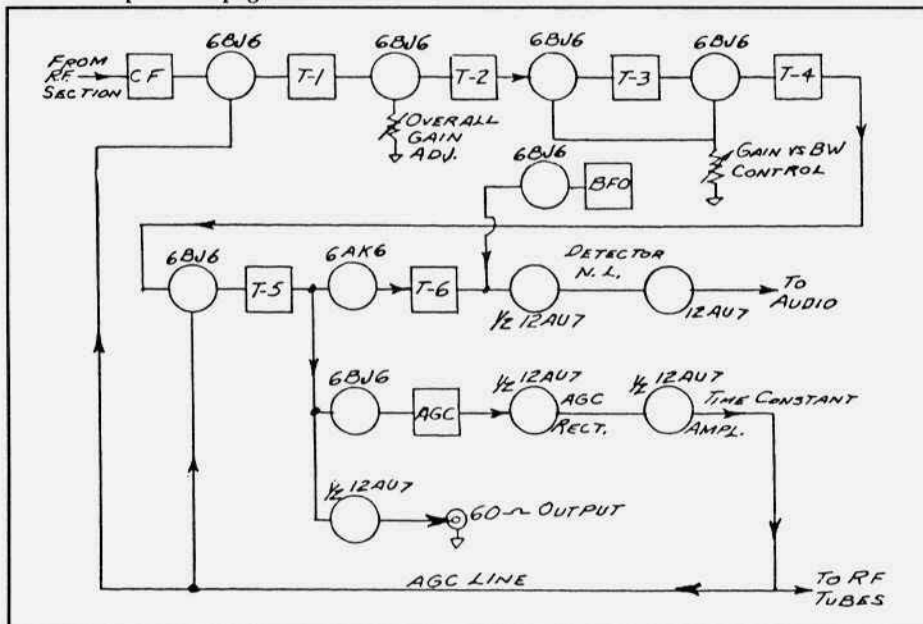 6BJ6
6BJ6
6BJ6
6BJ6
FROM
R.F.
SECTION
CF
T-1
T-2
T-3
T-4
OVERALL
GAIN
ADJ.
GAIN VS BW
CONTROL
6BJ6
BFO
6BJ6
T-5
6AK6
T-6
DETECTOR
N.L.
½ 12AU7
12AU7
TO
AUDIO
6BJ6
AGC
½ 12AU7
AGC
RECT.
½ 12AU7
TIME CONSTANT
AMPL.
½ 12AU7
60 Ω OUTPUT
AGC LINE
TO RF
TUBES